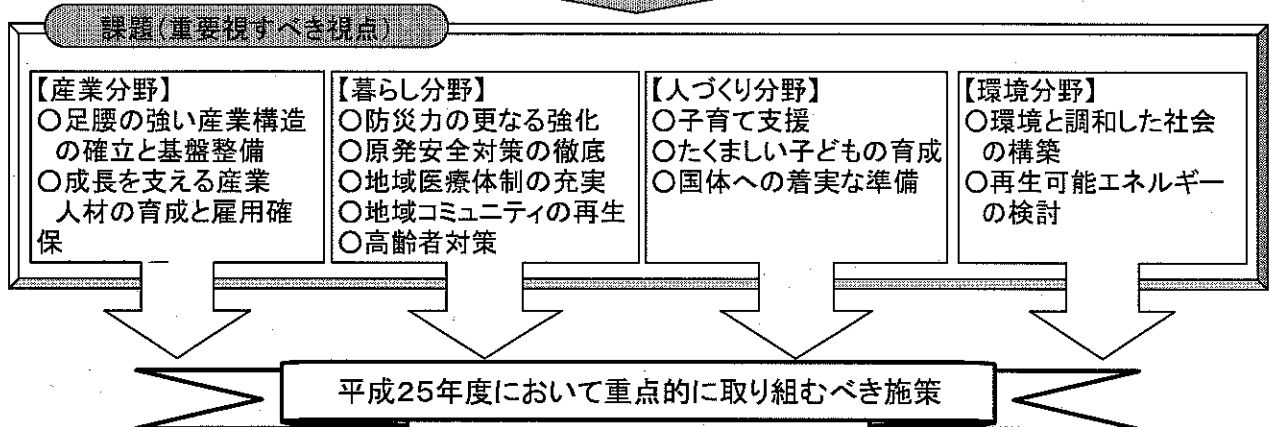 課題(重要視すべき視点)
【産業分野】
○足腰の強い産業構造
の確立と基盤整備
○成長を支える産業
人材の育成と雇用確
保
【暮らし分野】
○防災力の更なる強化
○原発安全対策の徹底
○地域医療体制の充実
○地域コミュニティの再生
○高齢者対策
【人づくり分野】
○子育て支援
○たくましい子どもの育成
○国体への着実な準備
【環境分野】
○環境と調和した社会
の構築
○再生可能エネルギー
の検討
平成25年度において重点的に取り組むべき施策